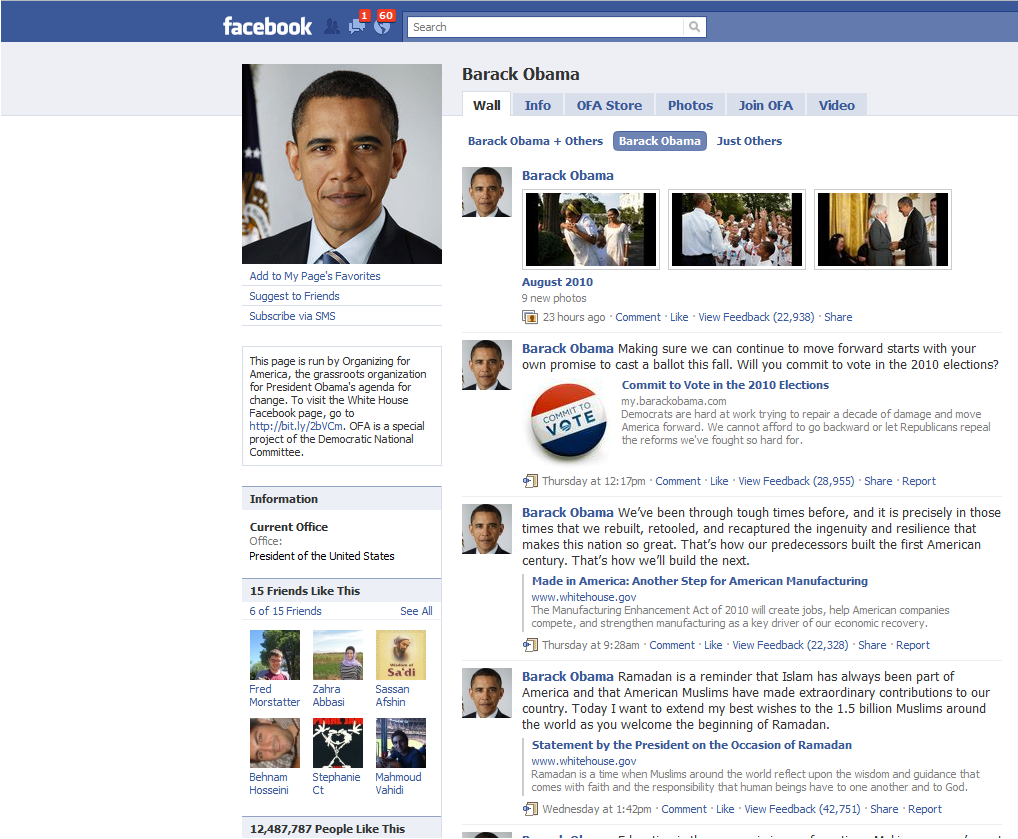 facebook
1
60
Search
Barack Obama
Wall
Info
OFA Store
Photos
Join OFA
Video
Barack Obama + Others
Barack Obama
Just Others
Add to My Page's Favorites
Suggest to Friends
Subscribe via SMS
This page is run by Organizing for
America, the grassroots organization
for President Obama's agenda for
change. To visit the White House
Facebook page, go to
http://bit.ly/2bVCm. OFA is a special
project of the Democratic National
Committee.
Information
Current Office
Office:
President of the United States
15 Friends Like This
6 of 15 Friends
See All
Wisdom of
Sa'di
Fred
Morstatter
Zahra
Abbasi
Sassan
Afshin
Behnam
Hosseini
Stephanie
Ct
Mahmoud
Vahidi
12,487,787 People Like This
Barack Obama
August 2010
9 new photos
23 hours ago · Comment · Like · View Feedback (22,938) · Share
Barack Obama Making sure we can continue to move forward starts with your
own promise to cast a ballot this fall. Will you commit to vote in the 2010 elections?
COMMIT TO
VOTE
Commit to Vote in the 2010 Elections
my.barackobama.com
Democrats are hard at work trying to repair a decade of damage and move
America forward. We cannot afford to go backward or let Republicans repeal
the reforms we've fought so hard for.
Thursday at 12:17pm · Comment · Like · View Feedback (28,955) · Share · Report
Barack Obama We've been through tough times before, and it is precisely in those
times that we rebuilt, retooled, and recaptured the ingenuity and resilience that
makes this nation so great. That's how our predecessors built the first American
century. That's how we'll build the next.
Made in America: Another Step for American Manufacturing
www.whitehouse.gov
The Manufacturing Enhancement Act of 2010 will create jobs, help American companies
compete, and strengthen manufacturing as a key driver of our economic recovery.
Thursday at 9:28am · Comment · Like · View Feedback (22,328) · Share · Report
Barack Obama Ramadan is a reminder that Islam has always been part of
America and that American Muslims have made extraordinary contributions to our
country. Today I want to extend my best wishes to the 1.5 billion Muslims around
the world as you welcome the beginning of Ramadan.
Statement by the President on the Occasion of Ramadan
www.whitehouse.gov
Ramadan is a time when Muslims around the world reflect upon the wisdom and guidance that
comes with faith and the responsibility that human beings have to one another and to God.
Wednesday at 1:42pm · Comment · Like · View Feedback (42,751) · Share · Report